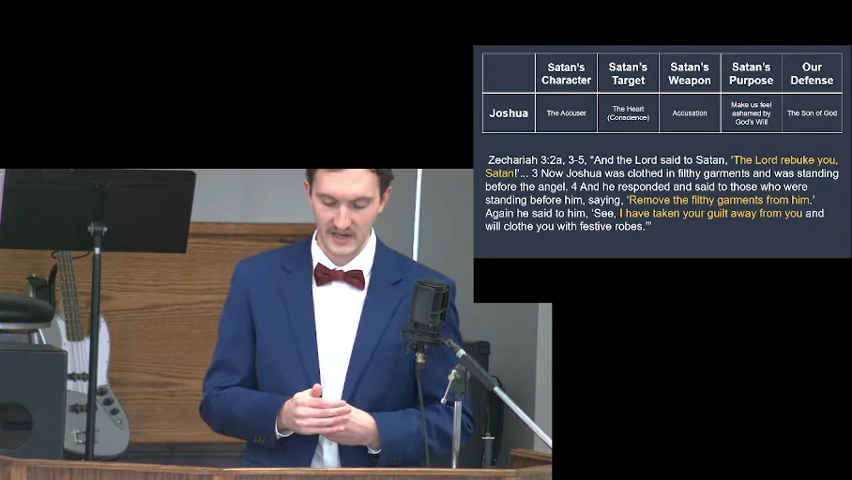 Satan's Character Satan's Target Satan's Weapon Satan's Purpose Our Defense
Joshua The Accuser The Heart (Conscience) Accusation Make us feel ashamed by God's Will The Son of God
Zechariah 3:2a, 3-5, “And the Lord said to Satan, ‘The Lord rebuke you,
Satan!’... 3 Now Joshua was clothed in filthy garments and was standing
before the angel. 4 And he responded and said to those who were
standing before him, saying, ‘Remove the filthy garments from him.’
Again he said to him, ‘See, I have taken your guilt away from you and
will clothe you with festive robes.’”